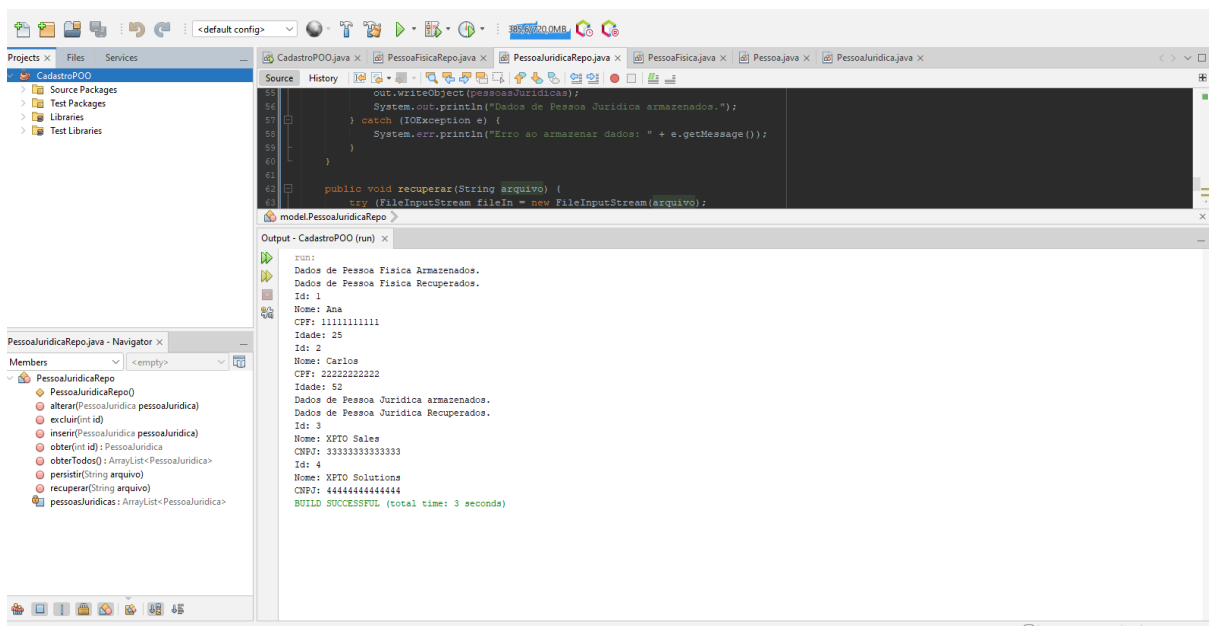 <default config>
385,6/720,0MB
Projects
Files
Services
CadastroPOO
Source Packages
Test Packages
Libraries
Test Libraries
CadastroPOO.java
PessoaFisicaRepo.java
PessoaJuridicaRepo.java
PessoaFisica.java
Pessoa.java
PessoaJuridica.java
Source
History
55 out.writeObject(pessoasJuridicas);
56 System.out.println("Dados de Pessoa Juridica armazenados.");
57 } catch (IOException e) {
58 System.err.println("Erro ao armazenar dados: " + e.getMessage());
59 }
60 }
61
62 public void recuperar(String arquivo) {
63 try (FileInputStream fileIn = new FileInputStream(arquivo);
model.PessoaJuridicaRepo
Output - CadastroPOO (run)
run:
Dados de Pessoa Fisica Armazenados.
Dados de Pessoa Fisica Recuperados.
Id: 1
Nome: Ana
CPF: 11111111111
Idade: 25
Id: 2
Nome: Carlos
CPF: 22222222222
Idade: 52
Dados de Pessoa Juridica armazenados.
Dados de Pessoa Juridica Recuperados.
Id: 3
Nome: XPTO Sales
CNPJ: 33333333333333
Id: 4
Nome: XPTO Solutions
CNPJ: 44444444444444
BUILD SUCCESSFUL (total time: 3 seconds)
PessoaJuridicaRepo.java - Navigator
Members
<empty>
PessoaJuridicaRepo
PessoaJuridicaRepo()
alterar(PessoaJuridica pessoaJuridica)
excluir(int id)
inserir(PessoaJuridica pessoaJuridica)
obter(int id) : PessoaJuridica
obterTodos() : ArrayList<PessoaJuridica>
persistir(String arquivo)
recuperar(String arquivo)
pessoasJuridicas : ArrayList<PessoaJuridica>